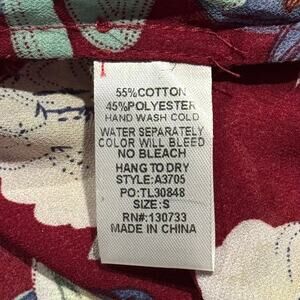 55%COTTON
45%POLYESTER
HAND WASH COLD
WATER SEPARATELY
COLOR WILL BLEED
NO BLEACH
HANG TO DRY
STYLE:A3705
PO:TL30848
SIZE:S
RN#:130733
MADE IN CHINA